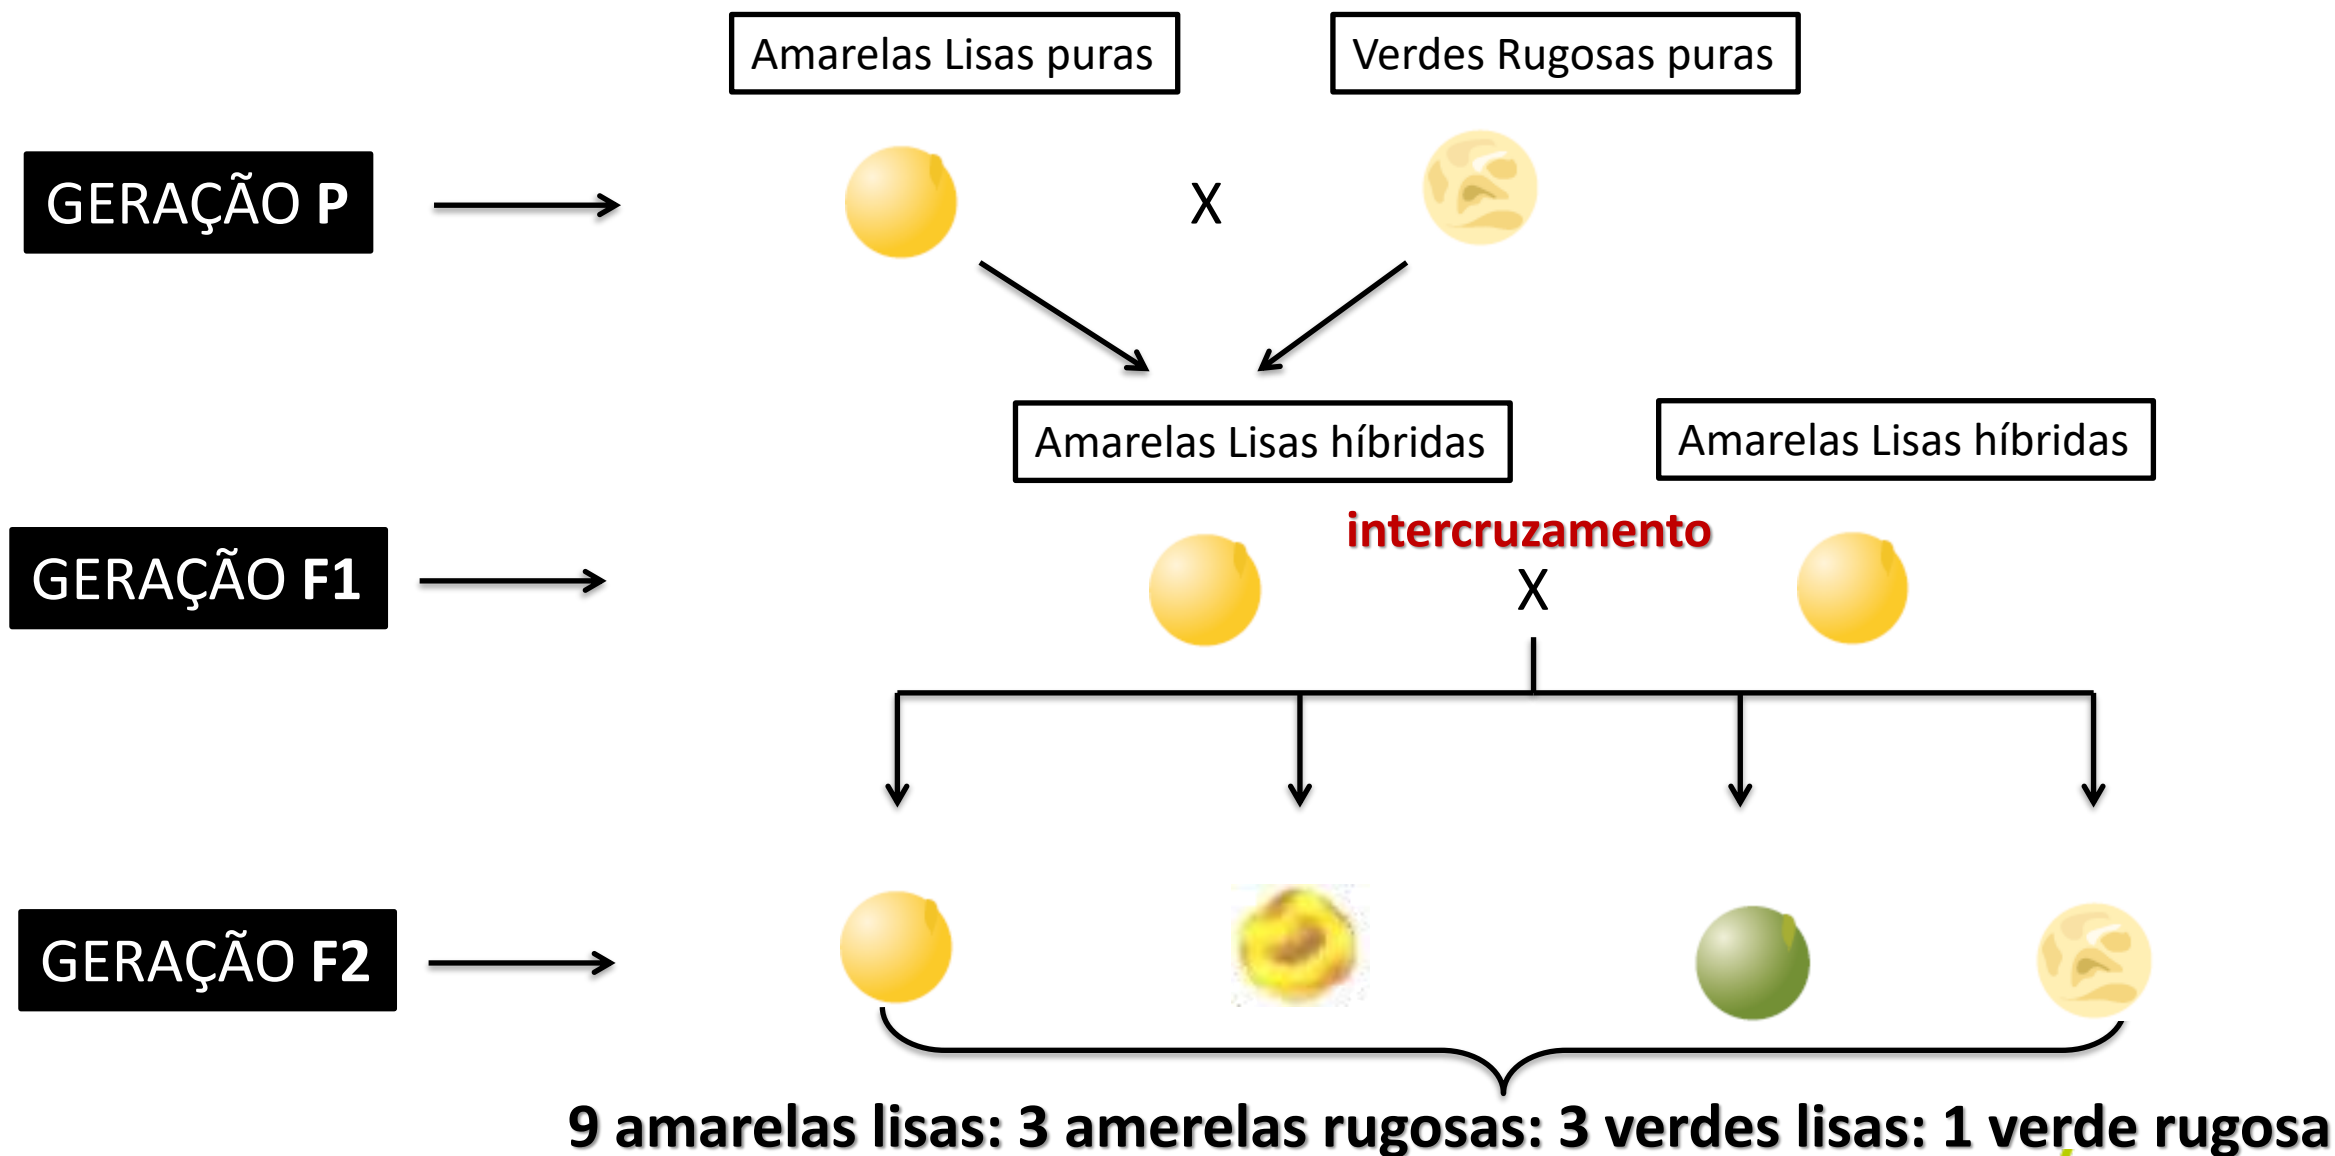 Amarelas Lisas puras
Verdes Rugosas puras
GERAÇÃO P
X
Amarelas Lisas híbridas
Amarelas Lisas híbridas
intercruzamento
GERAÇÃO F1
X
GERAÇÃO F2
9 amarelas lisas: 3 amerelas rugosas: 3 verdes lisas: 1 verde rugosa